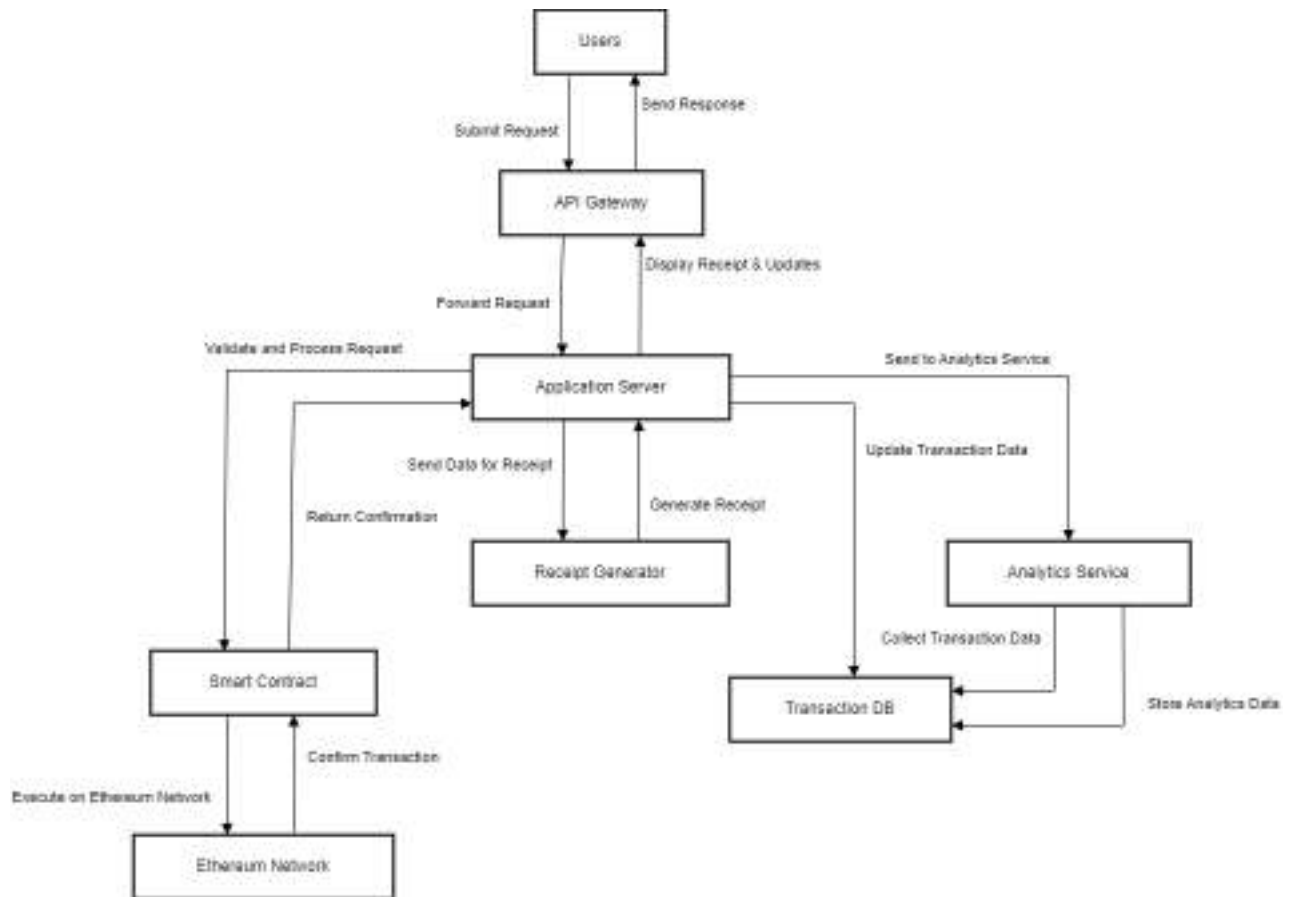 Users
Send Response
Submit Request
API Gateway
Display Receipt & Updates
Forward Request
Validate and Process Request
Send to Analytics Service
Application Server
Update Transaction Data
Send Data for Receipt
Generate Receipt
Return Confirmation
Receipt Generator
Analytics Service
Collect Transaction Data
Smart Contract
Transaction DB
Store Analytics Data
Confirm Transaction
Execute on Ethereum Network
Ethereum Network